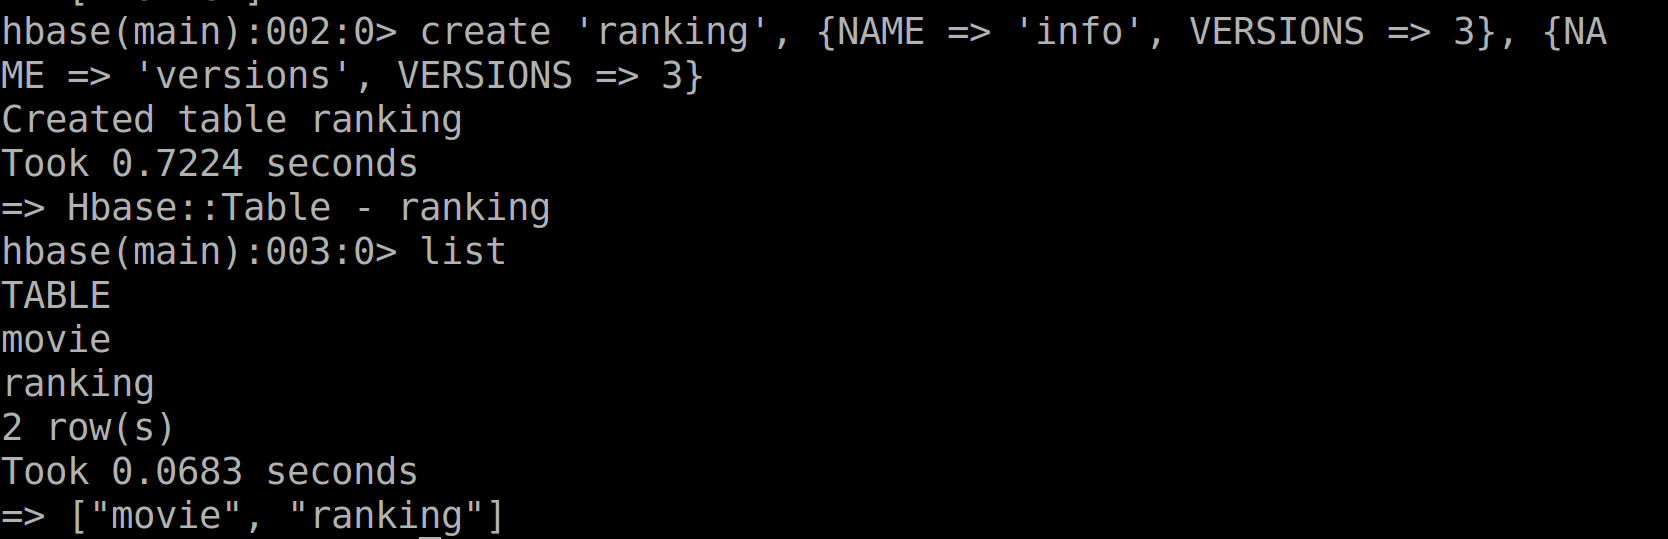 hbase(main):002:0> create 'ranking', {NAME => 'info', VERSIONS => 3}, {NA
ME => 'versions', VERSIONS => 3}
Created table ranking
Took 0.7224 seconds
=> Hbase::Table - ranking
hbase(main):003:0> list
TABLE
movie
ranking
2 row(s)
Took 0.0683 seconds
=> ["movie", "ranking"]